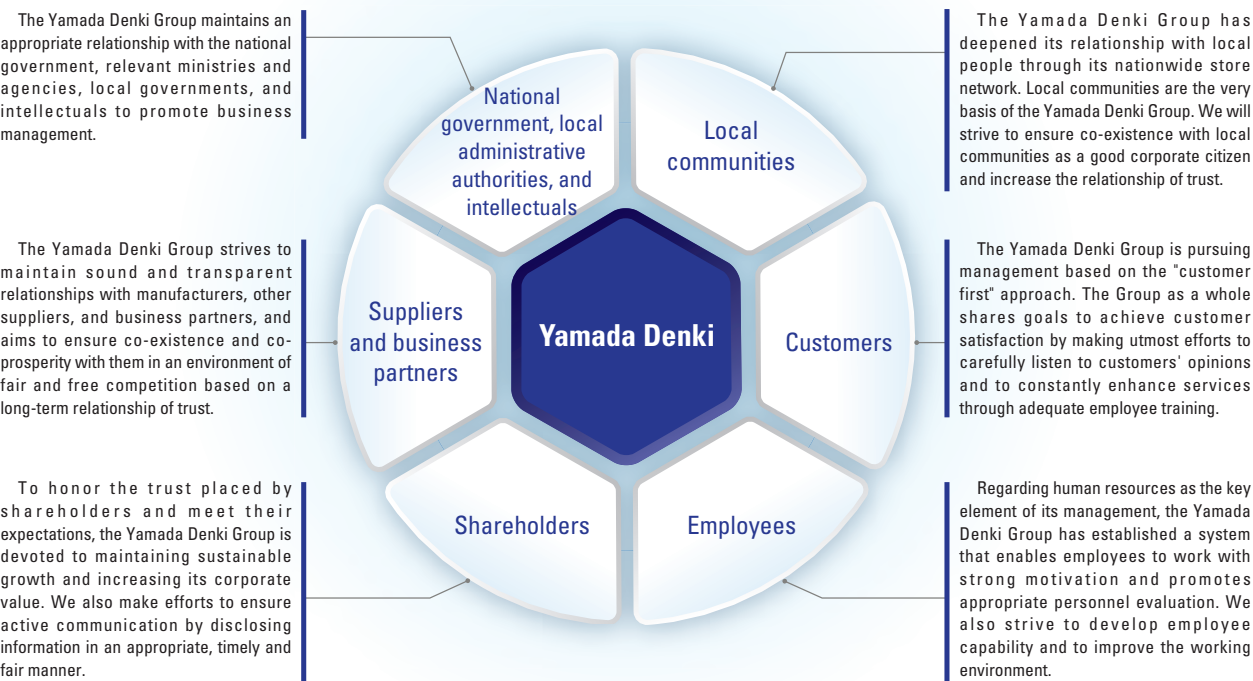 The Yamada Denki Group maintains an
appropriate relationship with the national
government, relevant ministries and
agencies, local governments, and
intellectuals to promote business
management.
The Yamada Denki Group strives to
maintain sound and transparent
relationships with manufacturers, other
suppliers, and business partners, and
aims to ensure co-existence and co-
prosperity with them in an environment of
fair and free competition based on a
long-term relationship of trust.
To honor the trust placed by
shareholders and meet their
expectations, the Yamada Denki Group is
devoted to maintaining sustainable
growth and increasing its corporate
value. We also make efforts to ensure
active communication by disclosing
information in an appropriate, timely and
fair manner.
National
government, local
administrative
authorities, and
intellectuals
Local
communities
Suppliers
and business
partners
Yamada Denki
Customers
Shareholders
Employees
The Yamada Denki Group has
deepened its relationship with local
people through its nationwide store
network. Local communities are the very
basis of the Yamada Denki Group. We will
strive to ensure co-existence with local
communities as a good corporate citizen
and increase the relationship of trust.
The Yamada Denki Group is pursuing
management based on the "customer
first" approach. The Group as a whole
shares goals to achieve customer
satisfaction by making utmost efforts to
carefully listen to customers' opinions
and to constantly enhance services
through adequate employee training.
Regarding human resources as the key
element of its management, the Yamada
Denki Group has established a system
that enables employees to work with
strong motivation and promotes
appropriate personnel evaluation. We
also strive to develop employee
capability and to improve the working
environment.